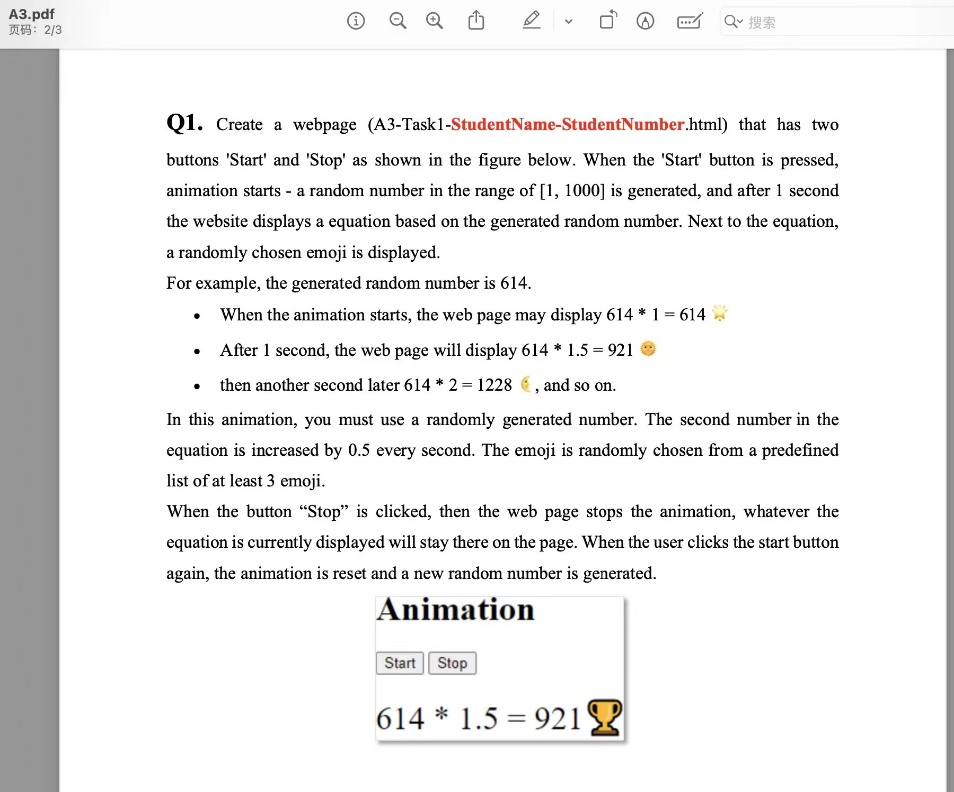 A3.pdf
页码：2/3
搜索
Q1. Create a webpage (A3-Task1-StudentName-StudentNumber.html) that has two
buttons 'Start' and 'Stop' as shown in the figure below. When the 'Start' button is pressed,
animation starts - a random number in the range of [1, 1000] is generated, and after 1 second
the website displays a equation based on the generated random number. Next to the equation,
a randomly chosen emoji is displayed.
For example, the generated random number is 614.
• When the animation starts, the web page may display 614 * 1 = 614 🌟
• After 1 second, the web page will display 614 * 1.5 = 921 🌞
• then another second later 614 * 2 = 1228 🌜, and so on.
In this animation, you must use a randomly generated number. The second number in the
equation is increased by 0.5 every second. The emoji is randomly chosen from a predefined
list of at least 3 emoji.
When the button “Stop” is clicked, then the web page stops the animation, whatever the
equation is currently displayed will stay there on the page. When the user clicks the start button
again, the animation is reset and a new random number is generated.
Animation
Start Stop
614 * 1.5 = 921🏆